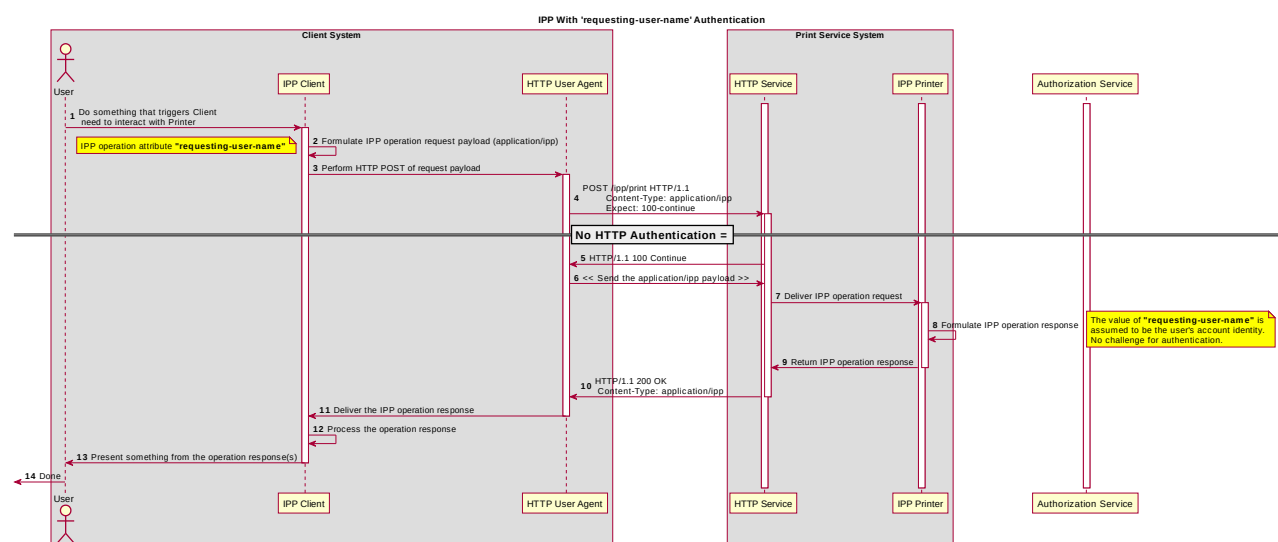 IPP With 'requesting-user-name' Authentication
Client System
Print Service System
User
IPP Client
HTTP User Agent
HTTP Service
IPP Printer
Authorization Service
1 Do something that triggers Client
need to interact with Printer
IPP operation attribute "requesting-user-name"
2 Formulate IPP operation request payload (application/ipp)
3 Perform HTTP POST of request payload
POST /ipp/print HTTP/1.1
4 Content-Type: application/ipp
Expect: 100-continue
No HTTP Authentication =
5 HTTP/1.1 100 Continue
6 << Send the application/ipp payload >>
7 Deliver IPP operation request
8 Formulate IPP operation response
The value of "requesting-user-name" is
assumed to be the user's account identity.
No challenge for authentication.
9 Return IPP operation response
HTTP/1.1 200 OK
10 Content-Type: application/ipp
11 Deliver the IPP operation response
12 Process the operation response
13 Present something from the operation response(s)
14 Done
User
IPP Client
HTTP User Agent
HTTP Service
IPP Printer
Authorization Service